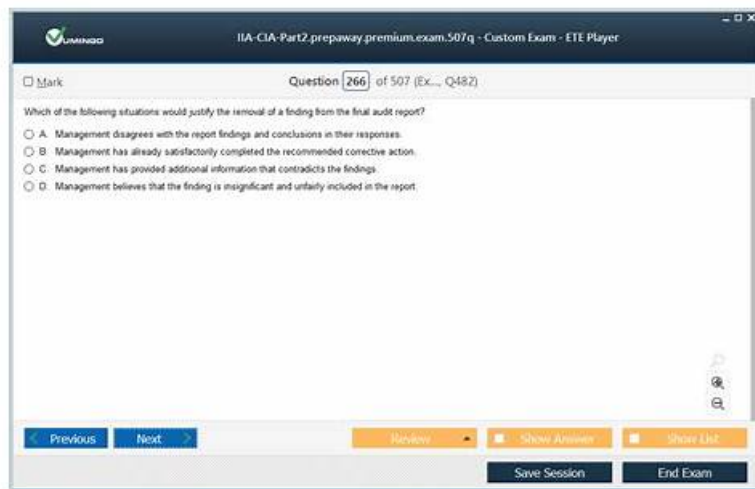 VUMINGO
IIA-CIA-Part2.prepaway.premium.exam.507q - Custom Exam - ETE Player
Mark
Question 266 of 507 (Ex..., Q482)
Which of the following situations would justify the removal of a finding from the final audit report?
A. Management disagrees with the report findings and conclusions in their responses.
B. Management has already satisfactorily completed the recommended corrective action.
C. Management has provided additional information that contradicts the findings.
D. Management believes that the finding is insignificant and unfairly included in the report.
Previous
Next
Review
Show Answer
Show List
Save Session
End Exam